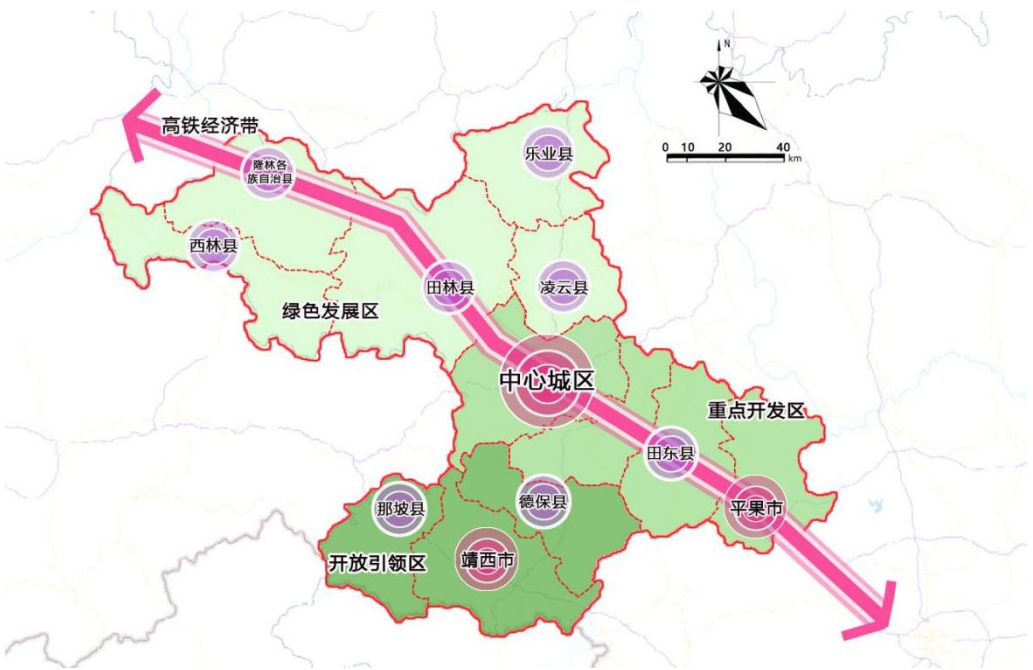 N
0 10 20 40
km
高铁经济带
乐业县
隆林各
族自治县
西林县
田林县
凌云县
绿色发展区
中心城区
重点开发区
田东县
那坡县
德保县
平果市
开放引领区
靖西市